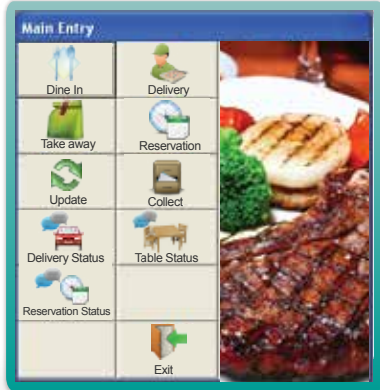 Main Entry
Dine In
Delivery
Take away
Reservation
Update
Collect
Delivery Status
Table Status
Reservation Status
Exit